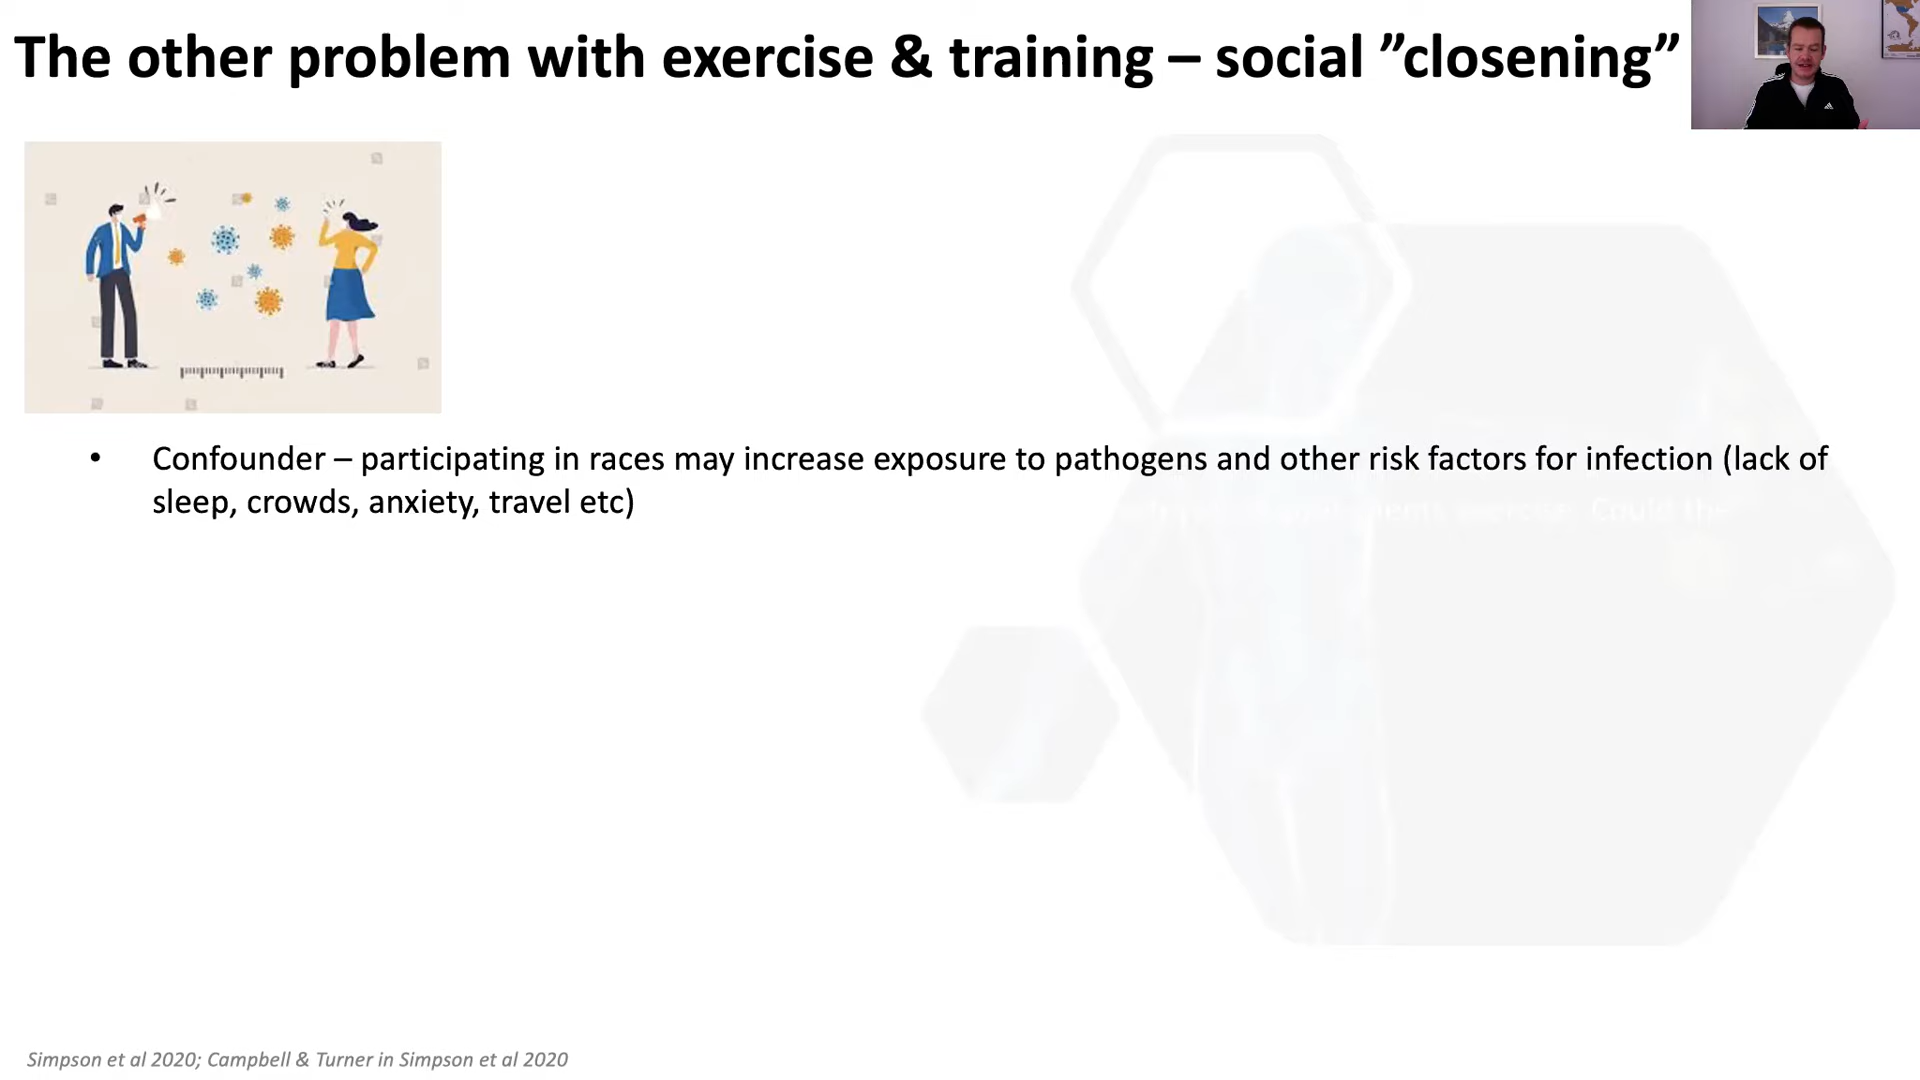 The other problem with exercise & training – social ”closening”
• Confounder – participating in races may increase exposure to pathogens and other risk factors for infection (lack of
sleep, crowds, anxiety, travel etc)
Could the
Simpson et al 2020; Campbell & Turner in Simpson et al 2020